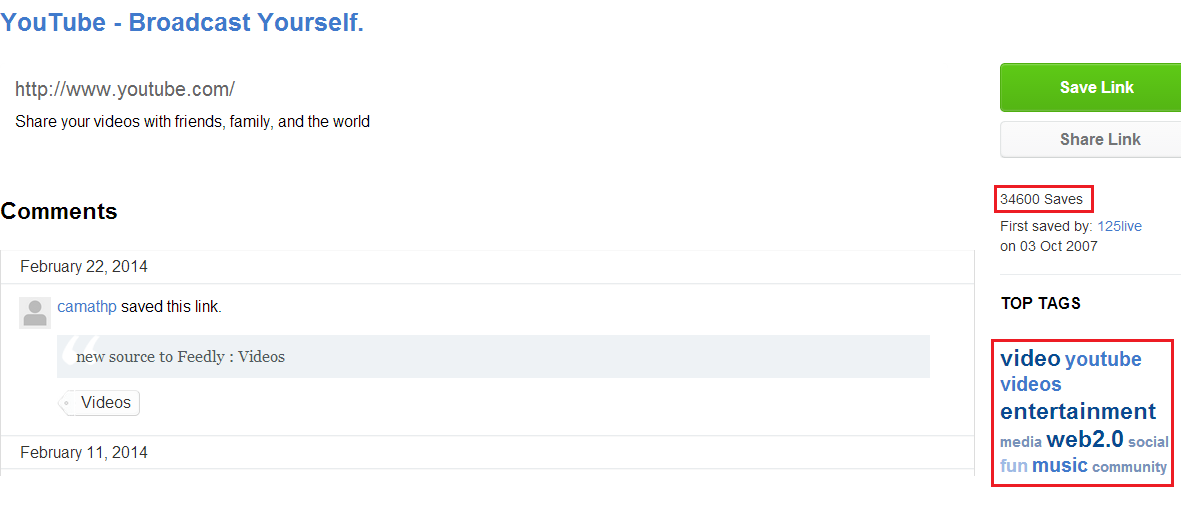 YouTube - Broadcast Yourself.
http://www.youtube.com/
Share your videos with friends, family, and the world
Comments
February 22, 2014
camathp saved this link.
“new source to Feedly : Videos
Videos
February 11, 2014
Save Link
Share Link
34600 Saves
First saved by: 125live
on 03 Oct 2007
TOP TAGS
video youtube
videos
entertainment
media web2.0 social
fun music community